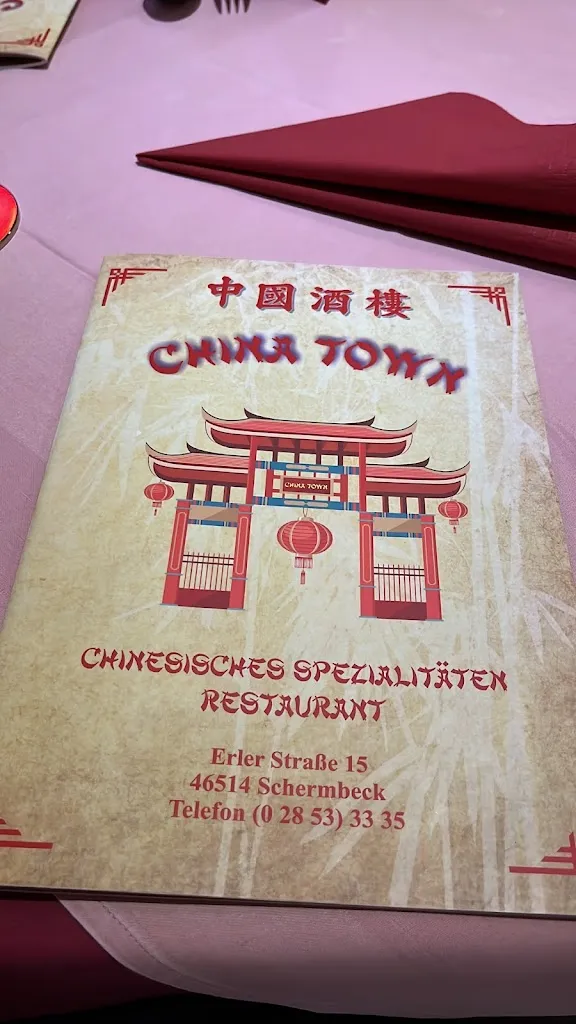 中國酒樓
CHINA TOWN
CHINA TOWN
CHINESISCHES SPEZIALITÄTEN
RESTAURANT
Erler Straße 15
46514 Schermbeck
Telefon (0 28 53) 33 35